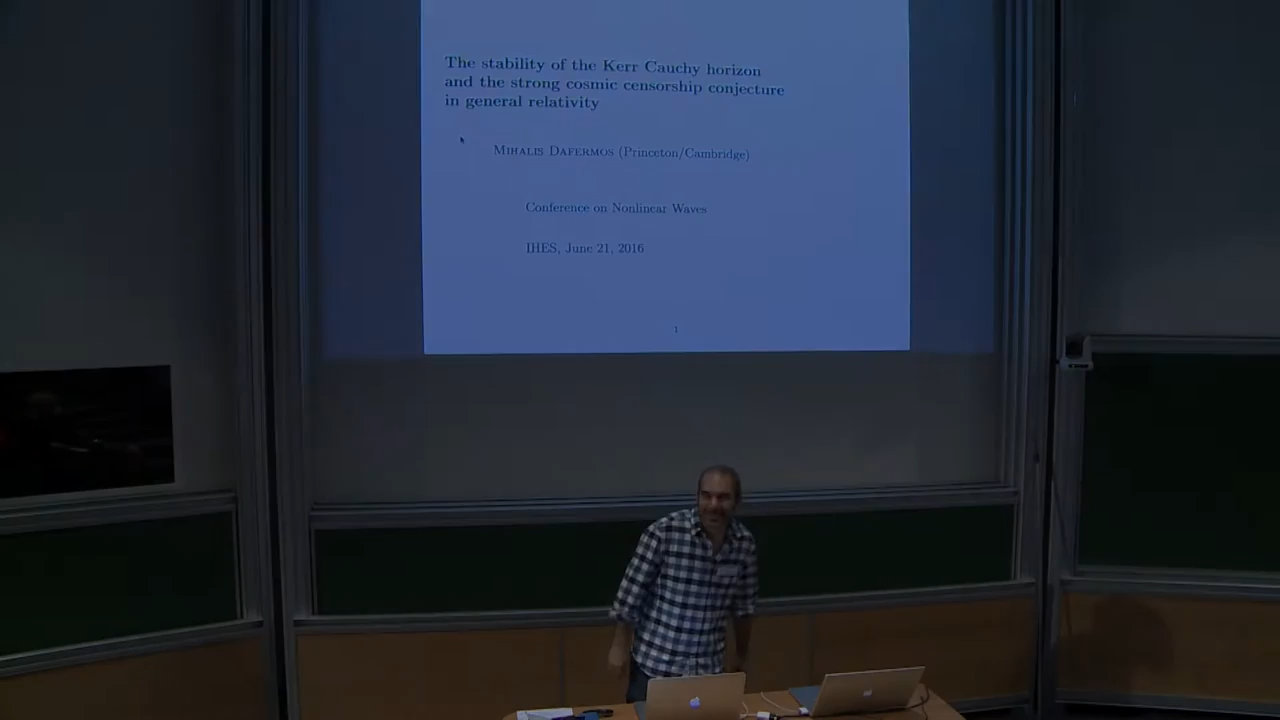 The stability of the Kerr Cauchy horizon
and the strong cosmic censorship conjecture
in general relativity
MIHALIS DAFERMOS (Princeton/Cambridge)
Conference on Nonlinear Waves
IHES, June 21, 2016
1